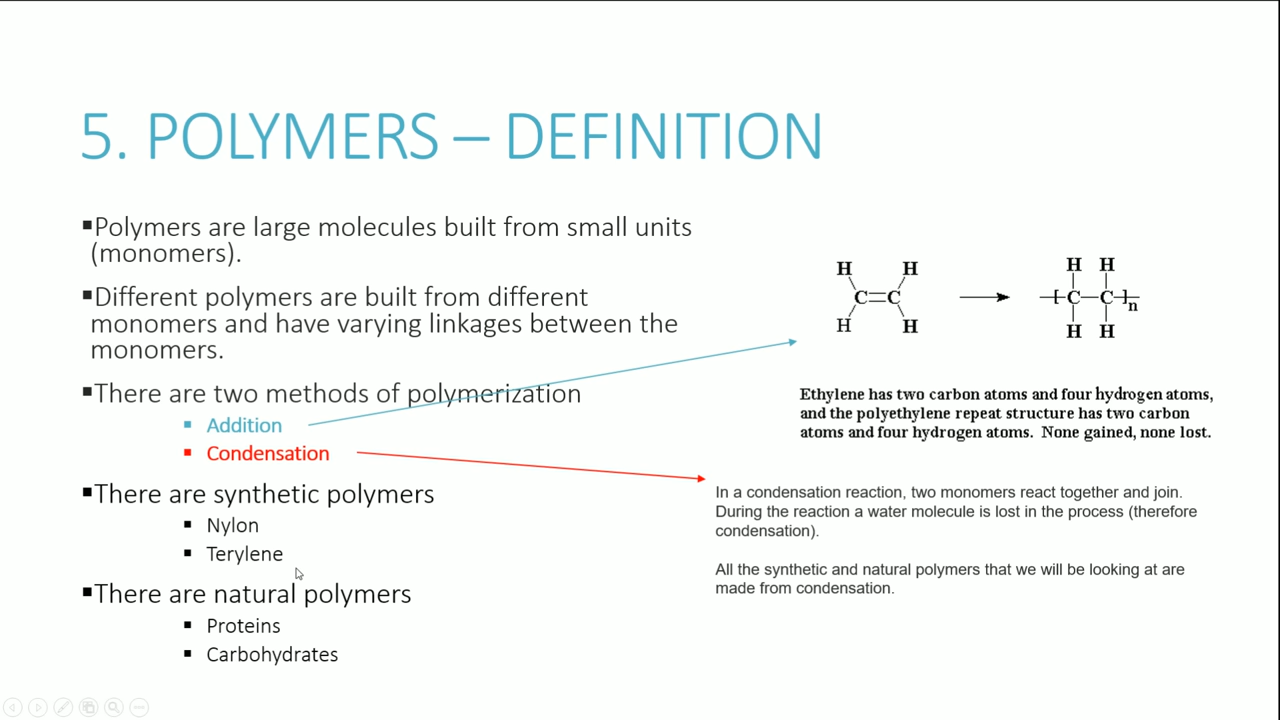 5. POLYMERS – DEFINITION
▪Polymers are large molecules built from small units
(monomers).
▪Different polymers are built from different
monomers and have varying linkages between the
monomers.
▪There are two methods of polymerization
▪ Addition
▪ Condensation
▪There are synthetic polymers
▪ Nylon
▪ Terylene
▪There are natural polymers
▪ Proteins
▪ Carbohydrates
H H H H
C=C [C-C]n
H H H H
Ethylene has two carbon atoms and four hydrogen atoms,
and the polyethylene repeat structure has two carbon
atoms and four hydrogen atoms. None gained, none lost.
In a condensation reaction, two monomers react together and join.
During the reaction a water molecule is lost in the process (therefore
condensation).
All the synthetic and natural polymers that we will be looking at are
made from condensation.